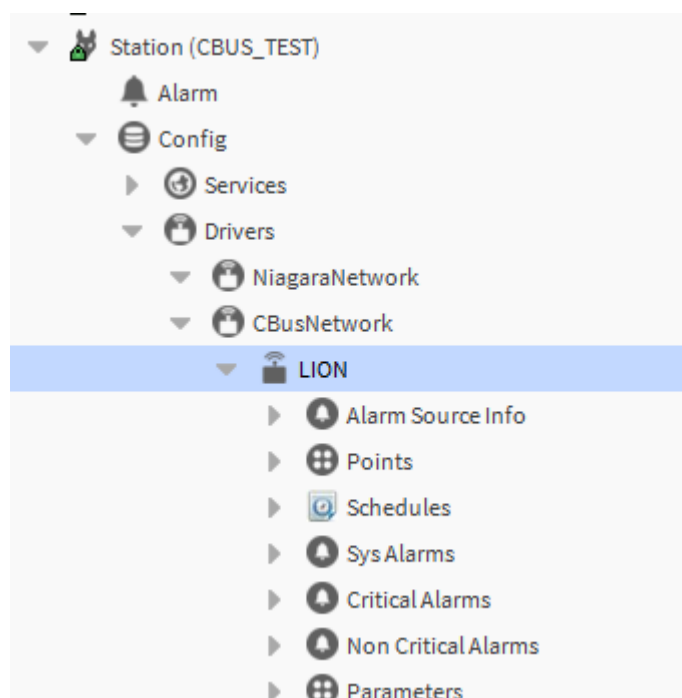 Station (CBUS_TEST)
Alarm
Config
Services
Drivers
NiagaraNetwork
CBusNetwork
LION
Alarm Source Info
Points
Schedules
Sys Alarms
Critical Alarms
Non Critical Alarms
Parameters